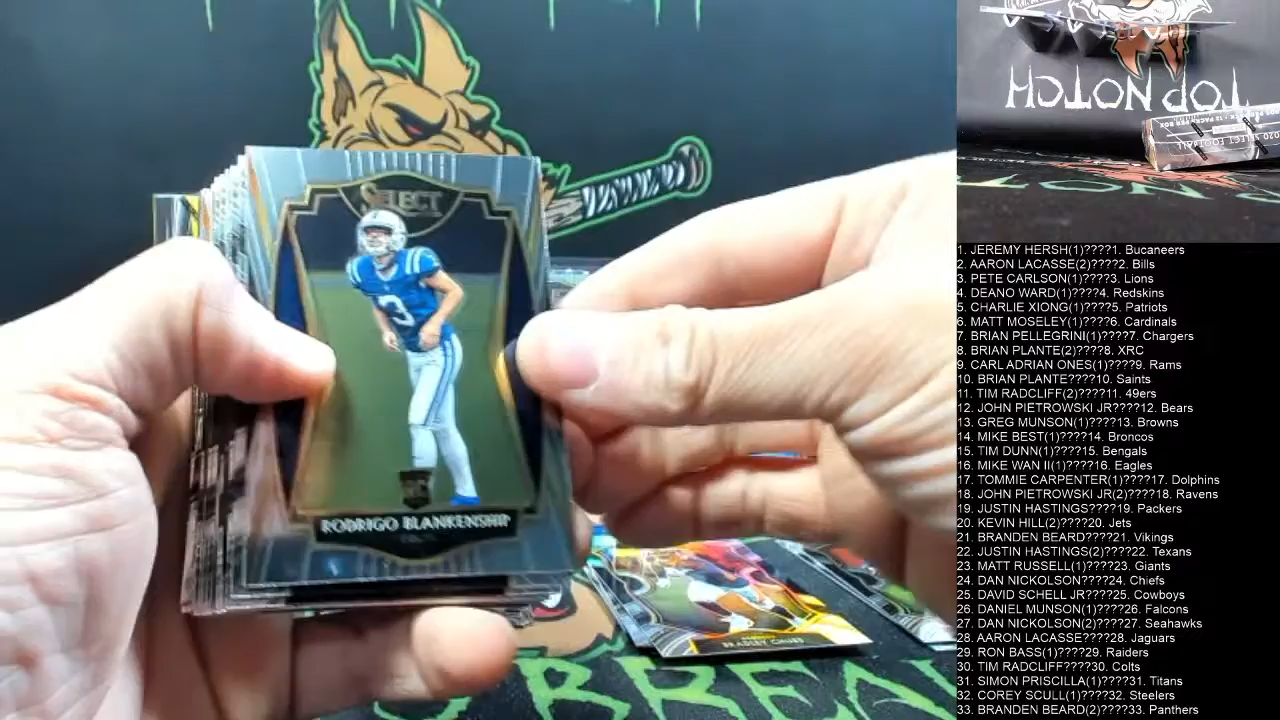 SELECT
RODRIGO BLANKENSHIP
BRADLEY CHUBB
BREA
TOP NOTCH
2020 SELECT FOOTBALL
1. JEREMY HERSH(1)????1. Bucaneers
2. AARON LACASSE(2)????2. Bills
3. PETE CARLSON(1)????3. Lions
4. DEANO WARD(1)????4. Redskins
5. CHARLIE XIONG(1)????5. Patriots
6. MATT MOSELEY(1)????6. Cardinals
7. BRIAN PELLEGRINI(1)????7. Chargers
8. BRIAN PLANTE(2)????8. XRC
9. CARL ADRIAN ONES(1)????9. Rams
10. BRIAN PLANTE????10. Saints
11. TIM RADCLIFF(2)????11. 49ers
12. JOHN PIETROWSKI JR????12. Bears
13. GREG MUNSON(1)????13. Browns
14. MIKE BEST(1)????14. Broncos
15. TIM DUNN(1)????15. Bengals
16. MIKE WAN II(1)????16. Eagles
17. TOMMIE CARPENTER(1)????17. Dolphins
18. JOHN PIETROWSKI JR(2)????18. Ravens
19. JUSTIN HASTINGS????19. Packers
20. KEVIN HILL(2)????20. Jets
21. BRANDEN BEARD????21. Vikings
22. JUSTIN HASTINGS(2)????22. Texans
23. MATT RUSSELL(1)????23. Giants
24. DAN NICKOLSON????24. Chiefs
25. DAVID SCHELL JR????25. Cowboys
26. DANIEL MUNSON(1)????26. Falcons
27. DAN NICKOLSON(2)????27. Seahawks
28. AARON LACASSE????28. Jaguars
29. RON BASS(1)????29. Raiders
30. TIM RADCLIFF????30. Colts
31. SIMON PRISCILLA(1)????31. Titans
32. COREY SCULL(1)????32. Steelers
33. BRANDEN BEARD(2)????33. Panthers